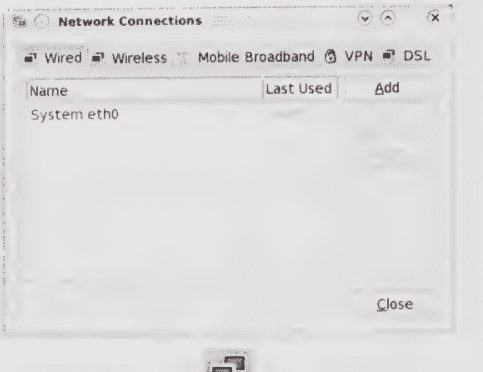 Network Connections
Wired Wireless Mobile Broadband VPN DSL
Name Last Used Add
System eth0
Close